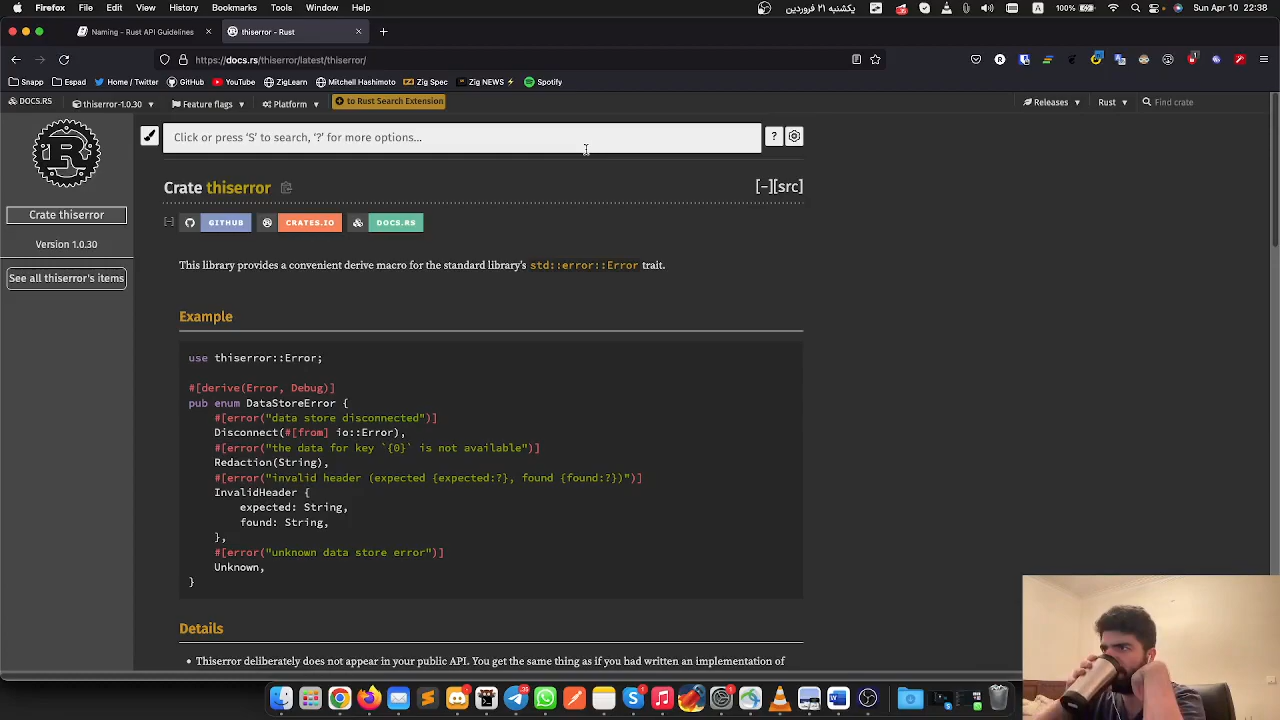 Firefox File Edit View History Bookmarks Tools Window Help
یکشنبه ۲۱ فروردین A 100% Sun Apr 10 22:38
Naming – Rust API Guidelines
thiserror - Rust
https://docs.rs/thiserror/latest/thiserror/
Snapp Espad Home / Twitter GitHub YouTube ZigLearn Mitchell Hashimoto Zig Spec Zig NEWS ⚡ Spotify
DOCS.RS thiserror-1.0.30 Feature flags Platform to Rust Search Extension Releases Rust Find crate
Click or press ‘S’ to search, ‘?’ for more options…
?
Crate thiserror
[−][src]
Crate thiserror
Version 1.0.30
See all thiserror's items
[-] GITHUB CRATES.IO DOCS.RS
This library provides a convenient derive macro for the standard library’s std::error::Error trait.
Example
use thiserror::Error;
#[derive(Error, Debug)]
pub enum DataStoreError {
#[error("data store disconnected")]
Disconnect(#[from] io::Error),
#[error("the data for key `{0}` is not available")]
Redaction(String),
#[error("invalid header (expected {expected:?}, found {found:?})")]
InvalidHeader {
expected: String,
found: String,
},
#[error("unknown data store error")]
Unknown,
}
Details
• Thiserror deliberately does not appear in your public API. You get the same thing as if you had written an implementation of